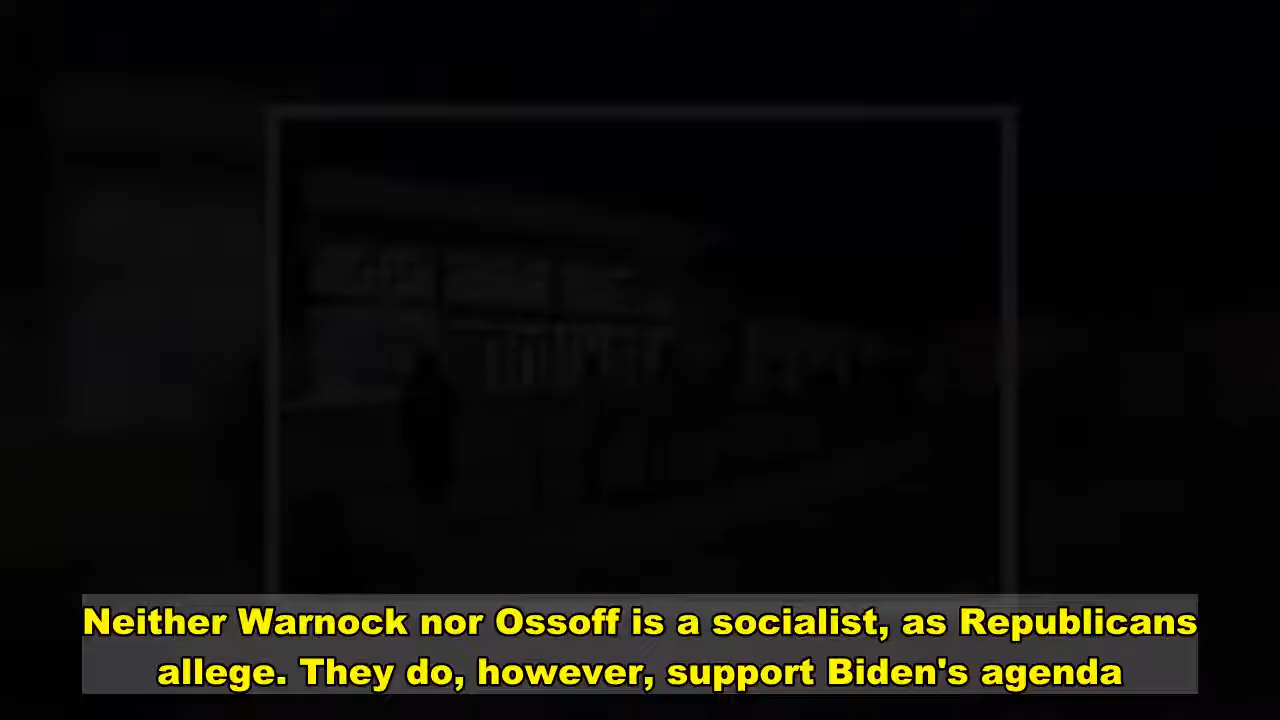 Neither Warnock nor Ossoff is a socialist, as Republicans
allege. They do, however, support Biden's agenda